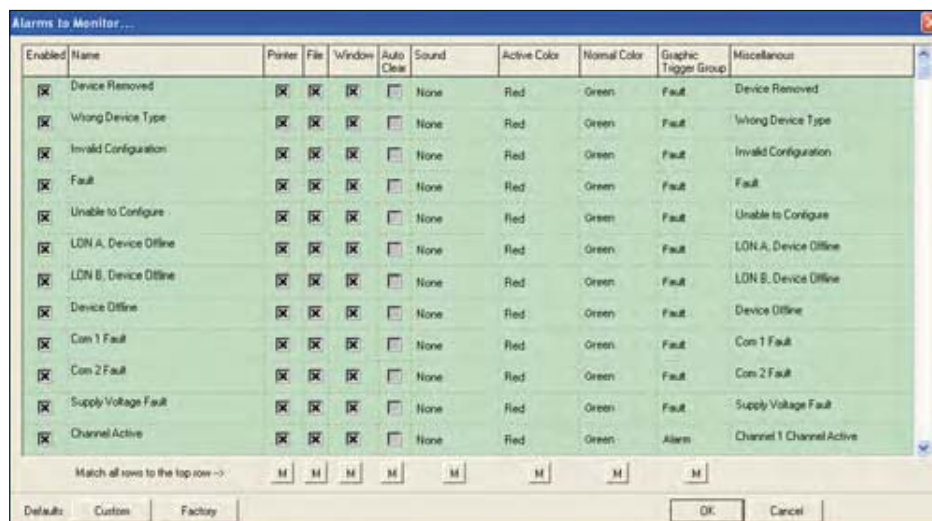 Alarms to Monitor...
Enabled Name Printer File Window Auto Clear Sound Active Color Normal Color Graphic Trigger Group Miscellaneous
Device Removed None Red Green Fault Device Removed
Wrong Device Type None Red Green Fault Wrong Device Type
Invalid Configuration None Red Green Fault Invalid Configuration
Fault None Red Green Fault Fault
Unable to Configure None Red Green Fault Unable to Configure
LON A, Device Offline None Red Green Fault LON A, Device Offline
LON B, Device Offline None Red Green Fault LON B, Device Offline
Device Offline None Red Green Fault Device Offline
Com 1 Fault None Red Green Fault Com 1 Fault
Com 2 Fault None Red Green Fault Com 2 Fault
Supply Voltage Fault None Red Green Fault Supply Voltage Fault
Channel Active None Red Green Alarm Channel 1 Channel Active
Match all rows to the top row --> M M M M M M M M
Defaults Custom Factory OK Cancel